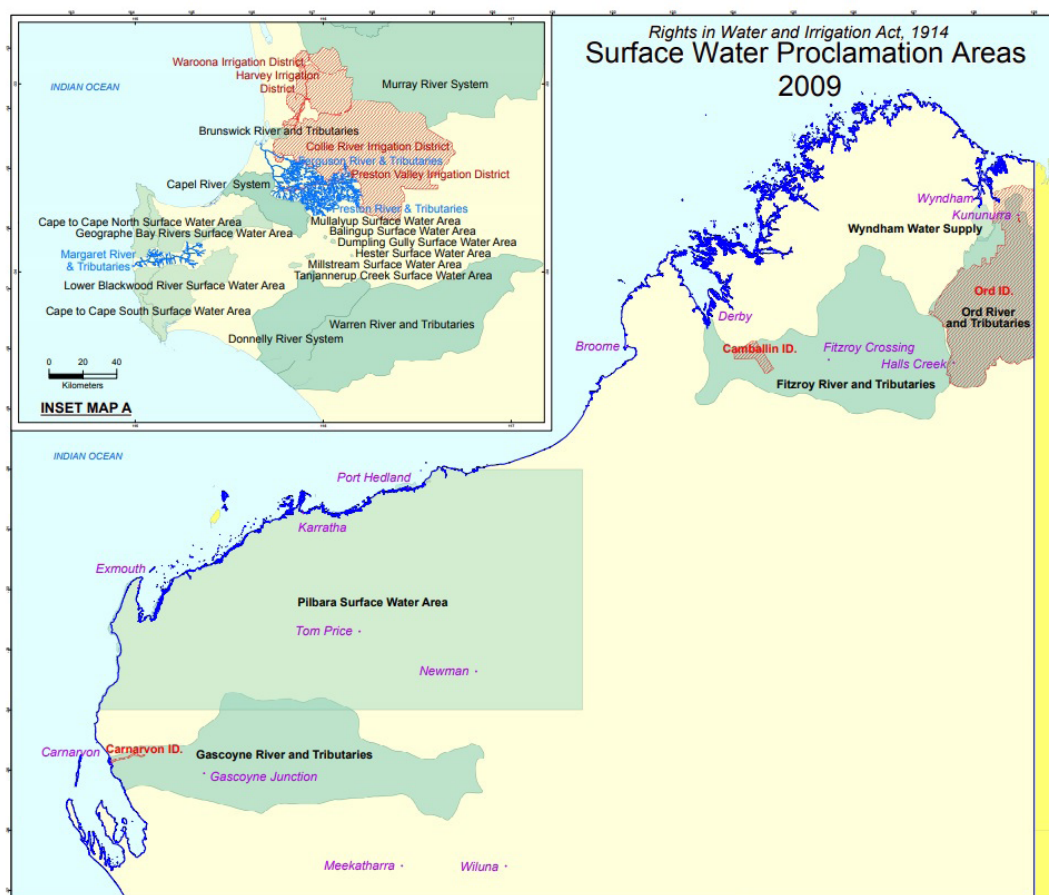 Rights in Water and Irrigation Act, 1914
Surface Water Proclamation Areas
2009
INDIAN OCEAN
Waroona Irrigation District
Harvey Irrigation
District
Murray River System
Brunswick River and Tributaries
Collie River Irrigation District
Ferguson River & Tributaries
Preston Valley Irrigation District
Capel River System
Preston River & Tributaries
Cape to Cape North Surface Water Area
Mullalyup Surface Water Area
Geographe Bay Rivers Surface Water Area
Balingup Surface Water Area
Dumpling Gully Surface Water Area
Margaret River
& Tributaries
Hester Surface Water Area
Millstream Surface Water Area
Tanjannerup Creek Surface Water Area
Lower Blackwood River Surface Water Area
Cape to Cape South Surface Water Area
Warren River and Tributaries
Donnelly River System
0 20 40
Kilometers
INSET MAP A
Wyndham
Kununurra
Wyndham Water Supply
Ord ID.
Ord River
and Tributaries
Derby
Broome
Camballin ID.
Fitzroy Crossing
Halls Creek
Fitzroy River and Tributaries
INDIAN OCEAN
Port Hedland
Karratha
Exmouth
Pilbara Surface Water Area
Tom Price
Newman
Carnarvon
Carnarvon ID.
Gascoyne River and Tributaries
Gascoyne Junction
Meekatharra
Wiluna